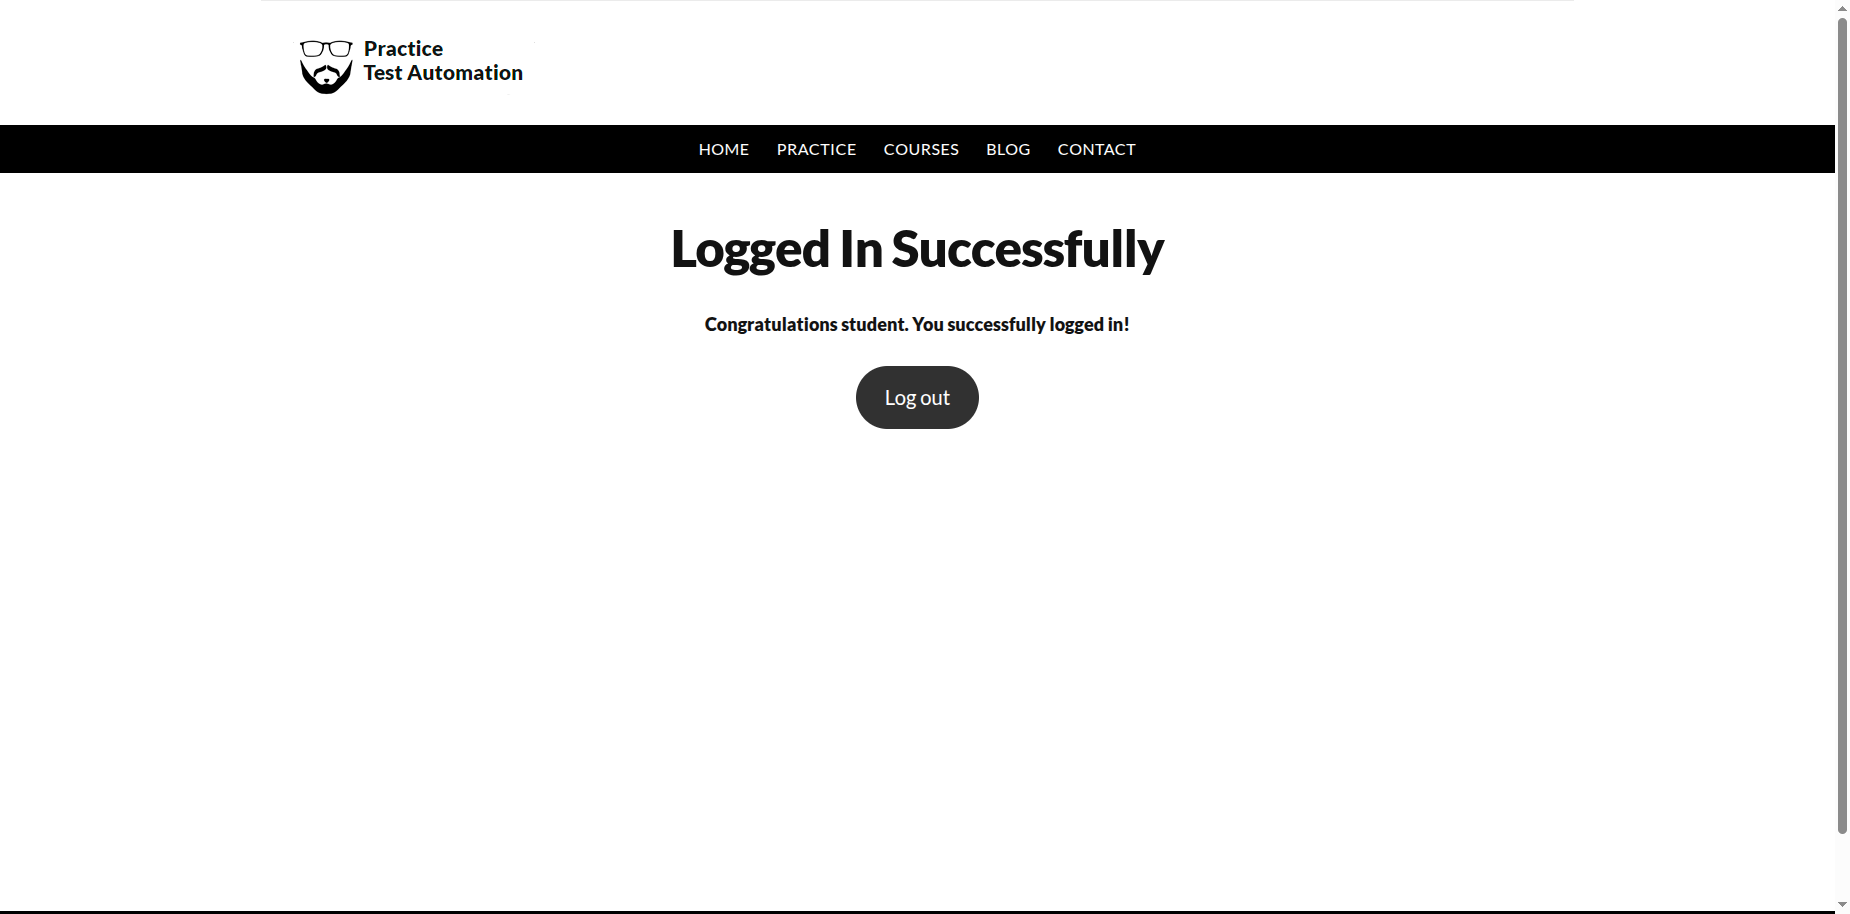 Practice
Test Automation
HOME PRACTICE COURSES BLOG CONTACT
Logged In Successfully
Congratulations student. You successfully logged in!
Log out